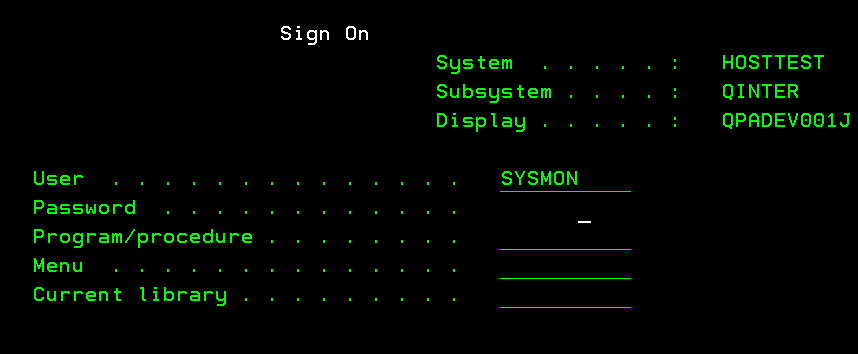 Sign On
System . . . . . : HOSTTEST
Subsystem . . . . : QINTER
Display . . . . . : QPADEV001J
User . . . . . . . . . . . . . . SYSMON
Password . . . . . . . . . . . . _
Program/procedure . . . . . . . .
Menu . . . . . . . . . . . . . .
Current library . . . . . . . . .